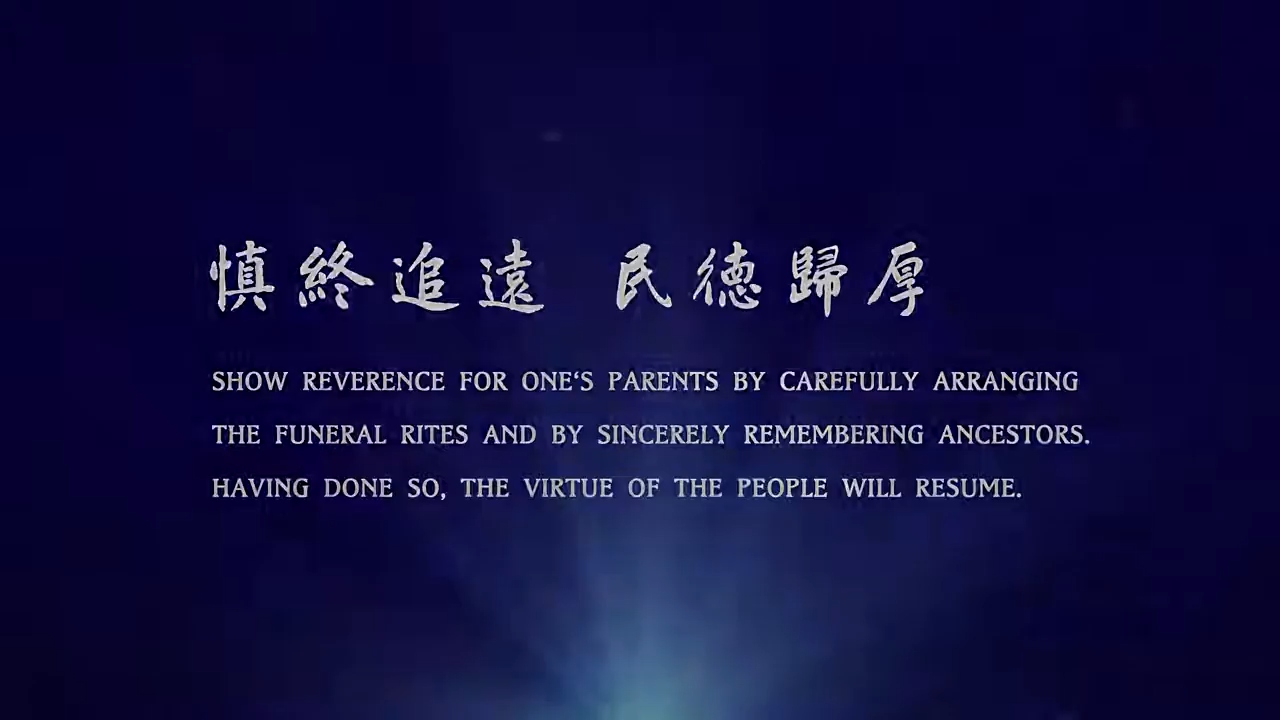 慎終追遠 民德歸厚
SHOW REVERENCE FOR ONE‘S PARENTS BY CAREFULLY ARRANGING
THE FUNERAL RITES AND BY SINCERELY REMEMBERING ANCESTORS.
HAVING DONE SO, THE VIRTUE OF THE PEOPLE WILL RESUME.